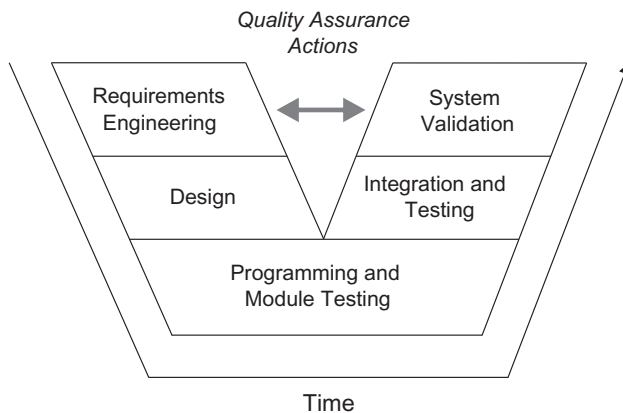 Quality Assurance
Actions
Requirements
Engineering
System
Validation
Design
Integration and
Testing
Programming and
Module Testing
Time